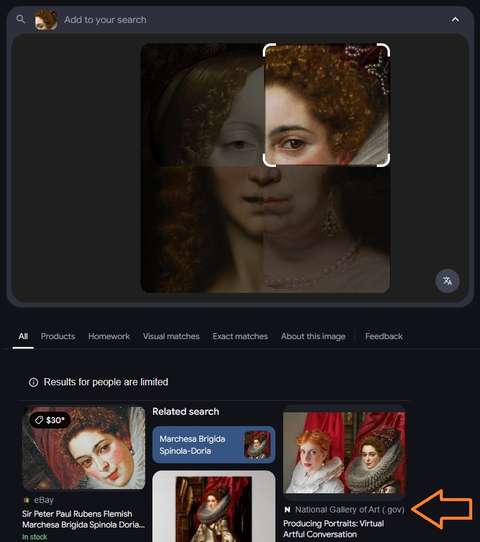 Add to your search
All Products Homework Visual matches Exact matches About this image Feedback
Results for people are limited
$30*
eBay
Sir Peter Paul Rubens Flemish
Marchesa Brigida Spinola Doria...
In stock
Related search
Marchesa Brigida
Spinola-Doria
N National Gallery of Art (.gov)
Producing Portraits: Virtual
Artful Conversation